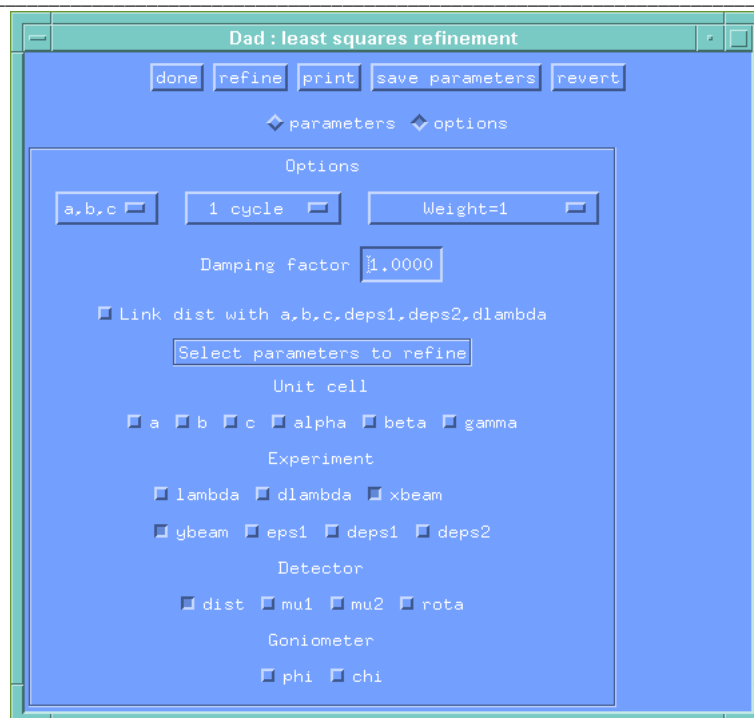 Dad : least squares refinement
done refine print save parameters revert
parameters options
Options
a,b,c 1 cycle Weight=1
Damping factor 1.0000
Link dist with a,b,c,deps1,deps2,dlambda
Select parameters to refine
Unit cell
a b c alpha beta gamma
Experiment
lambda dlambda xbeam
ybeam eps1 deps1 deps2
Detector
dist mu1 mu2 rota
Goniometer
phi chi